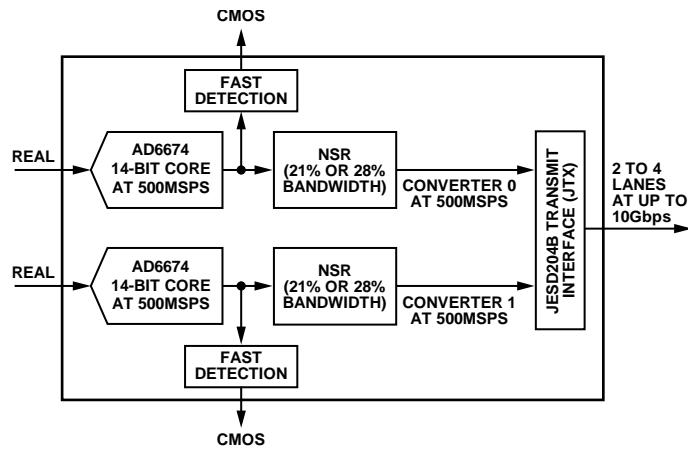 CMOS
FAST
DETECTION
REAL
AD6674
14-BIT CORE
AT 500MSPS
NSR
(21% OR 28%
BANDWIDTH)
CONVERTER 0
AT 500MSPS
JESD204B TRANSMIT
INTERFACE (JTX)
2 TO 4
LANES
AT UP TO
10Gbps
REAL
AD6674
14-BIT CORE
AT 500MSPS
NSR
(21% OR 28%
BANDWIDTH)
CONVERTER 1
AT 500MSPS
FAST
DETECTION
CMOS